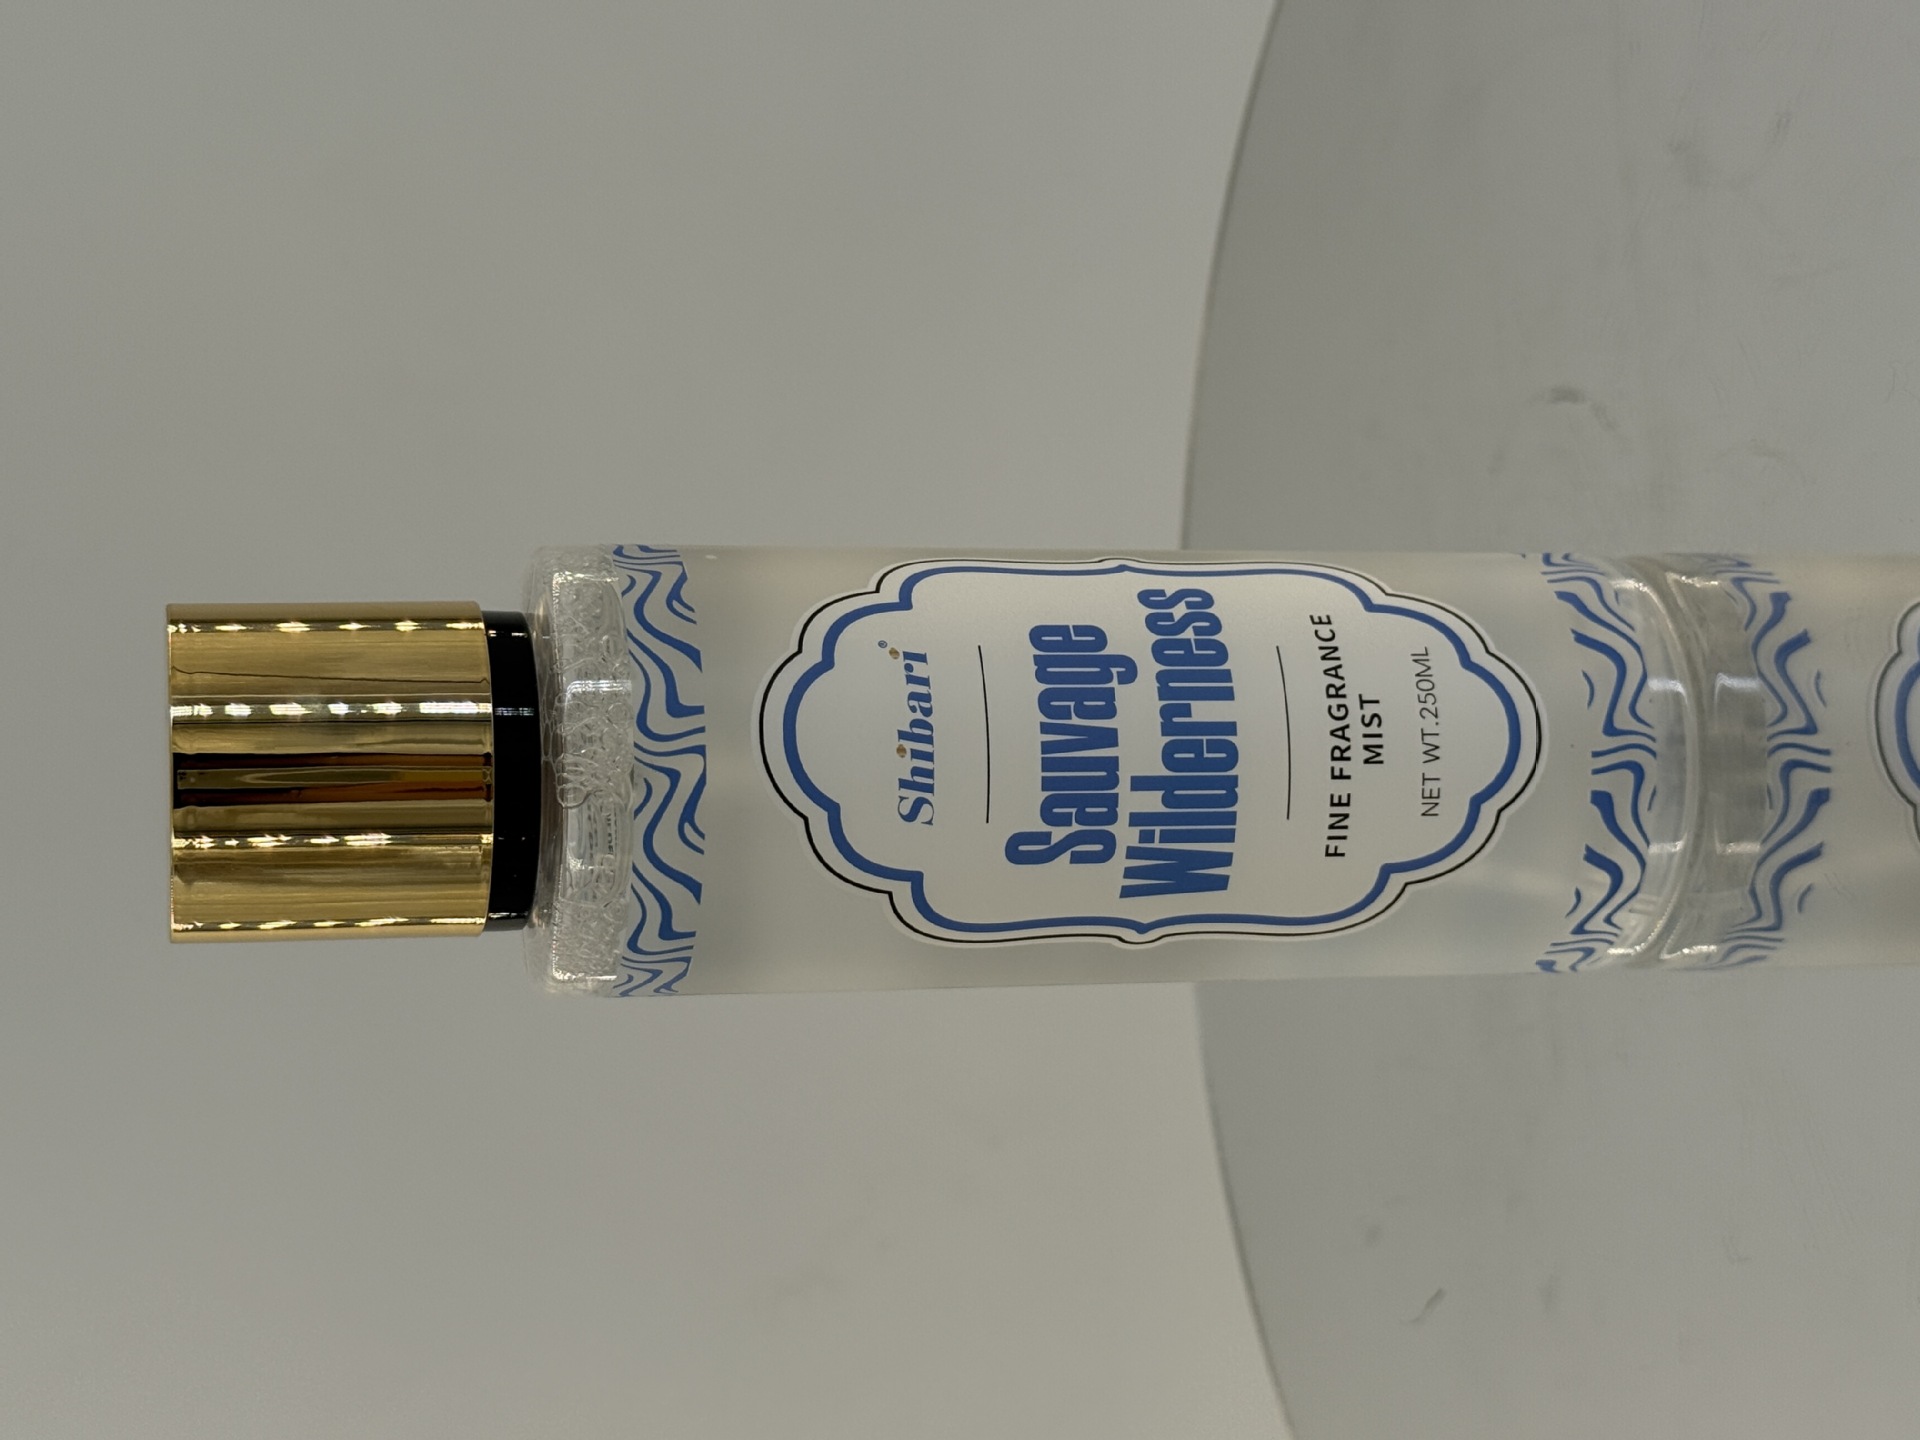 Shibari®
Sauvage
Wilderness
FINE FRAGRANCE
MIST
NET WT.250ML